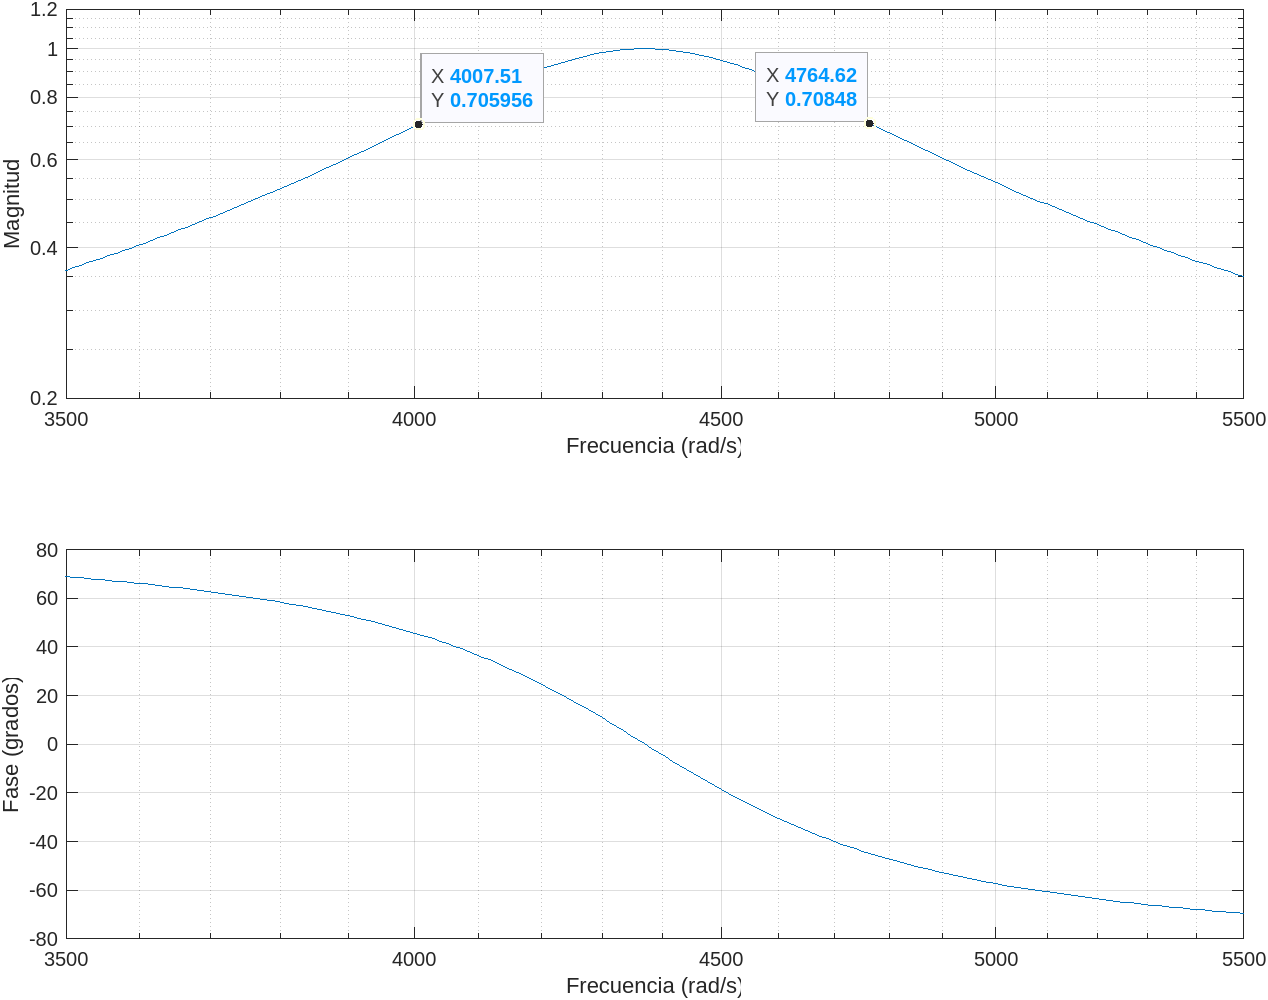 1.2
1
0.8
0.6
0.4
0.2
Magnitud
X 4007.51
Y 0.705956
X 4764.62
Y 0.70848
3500 4000 4500 5000 5500
Frecuencia (rad/s)
80
60
40
20
0
-20
-40
-60
-80
Fase (grados)
3500 4000 4500 5000 5500
Frecuencia (rad/s)